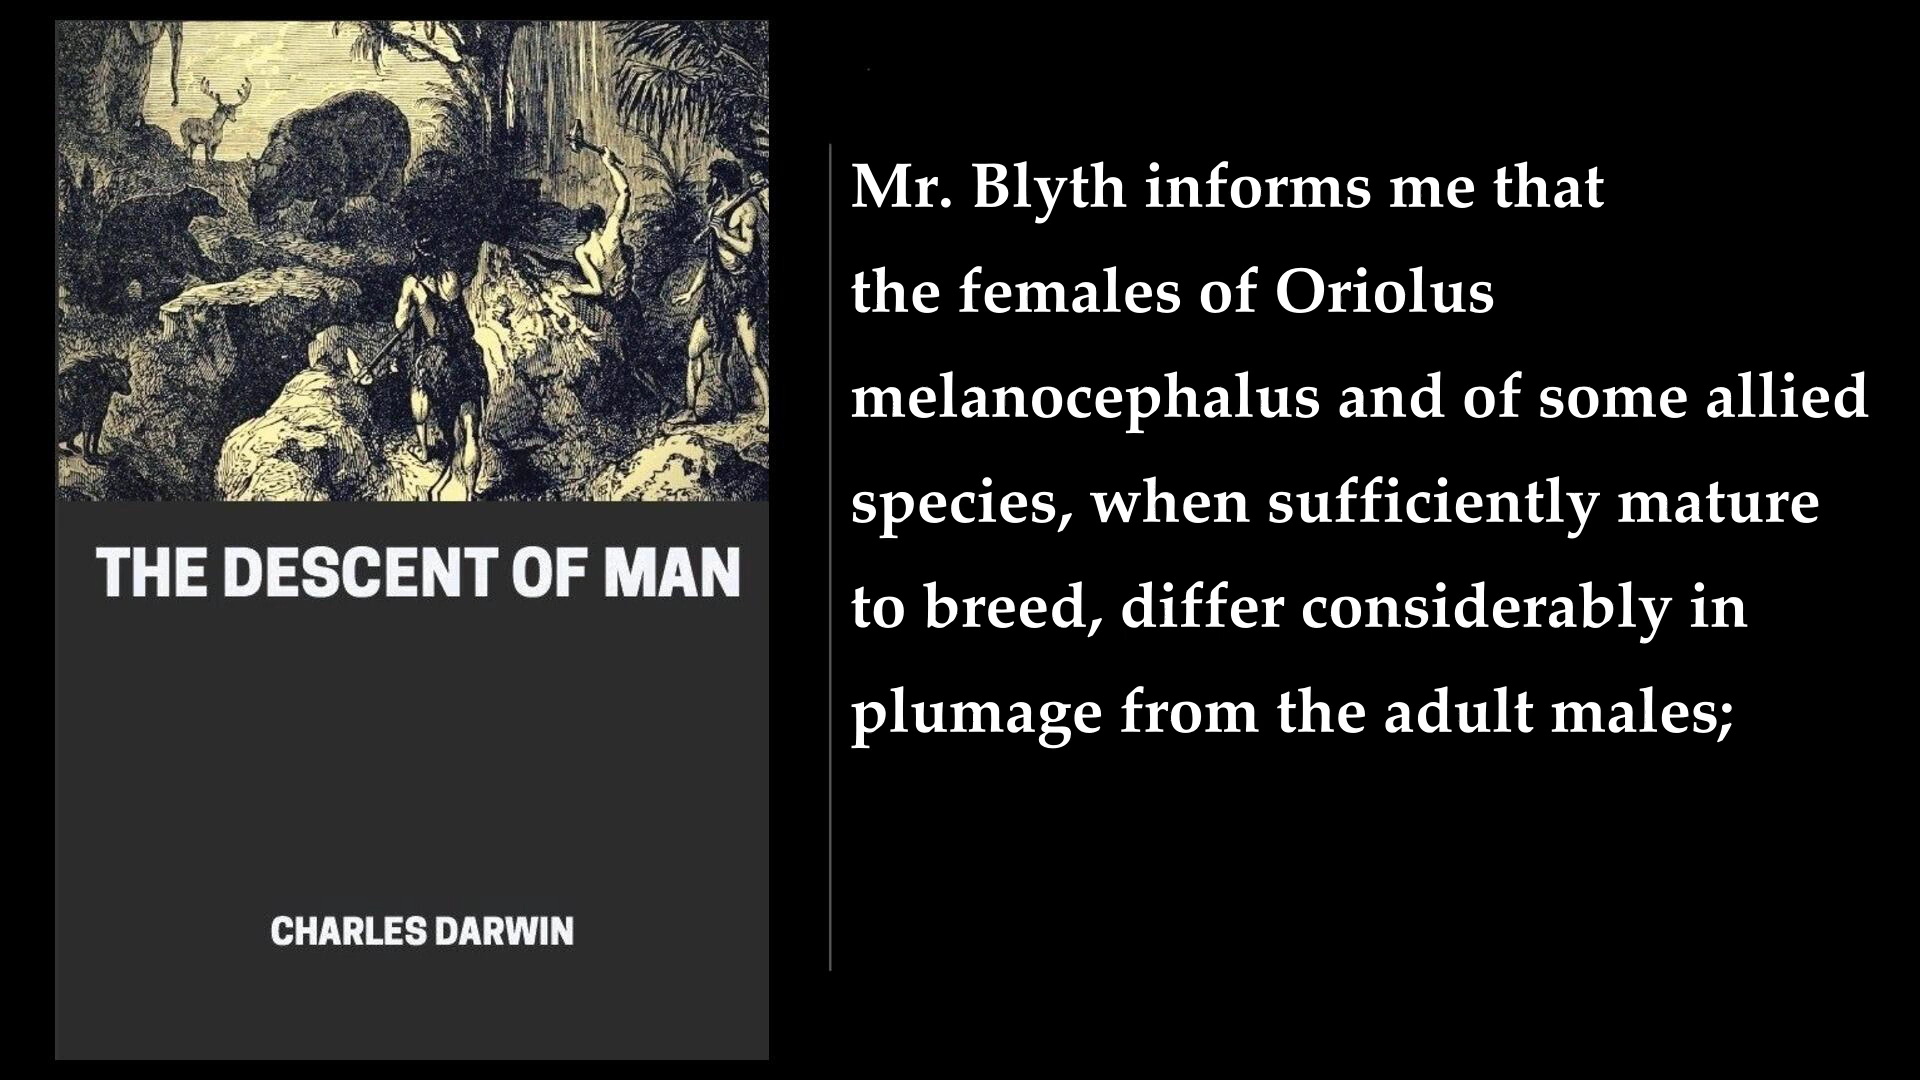 THE DESCENT OF MAN
CHARLES DARWIN
Mr. Blyth informs me that
the females of Oriolus
melanocephalus and of some allied
species, when sufficiently mature
to breed, differ considerably in
plumage from the adult males;